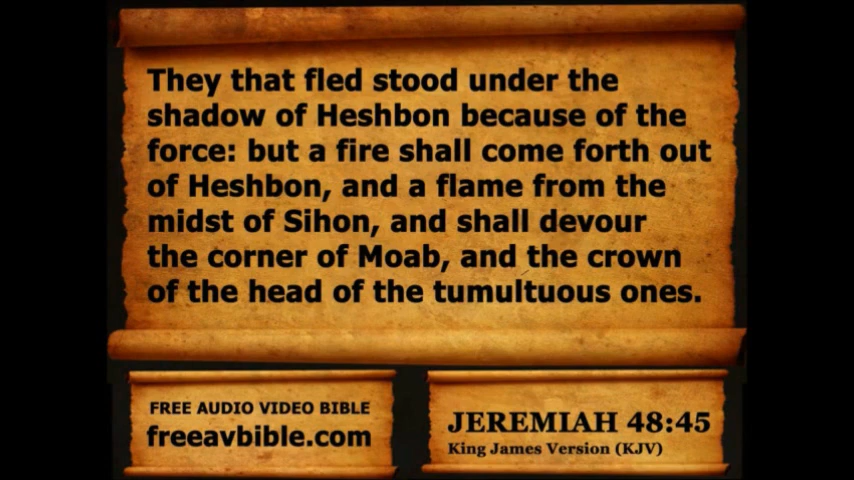 They that fled stood under the
shadow of Heshbon because of the
force: but a fire shall come forth out
of Heshbon, and a flame from the
midst of Sihon, and shall devour
the corner of Moab, and the crown
of the head of the tumultuous ones.
FREE AUDIO VIDEO BIBLE
freeavbible.com
JEREMIAH 48:45
King James Version (KJV)